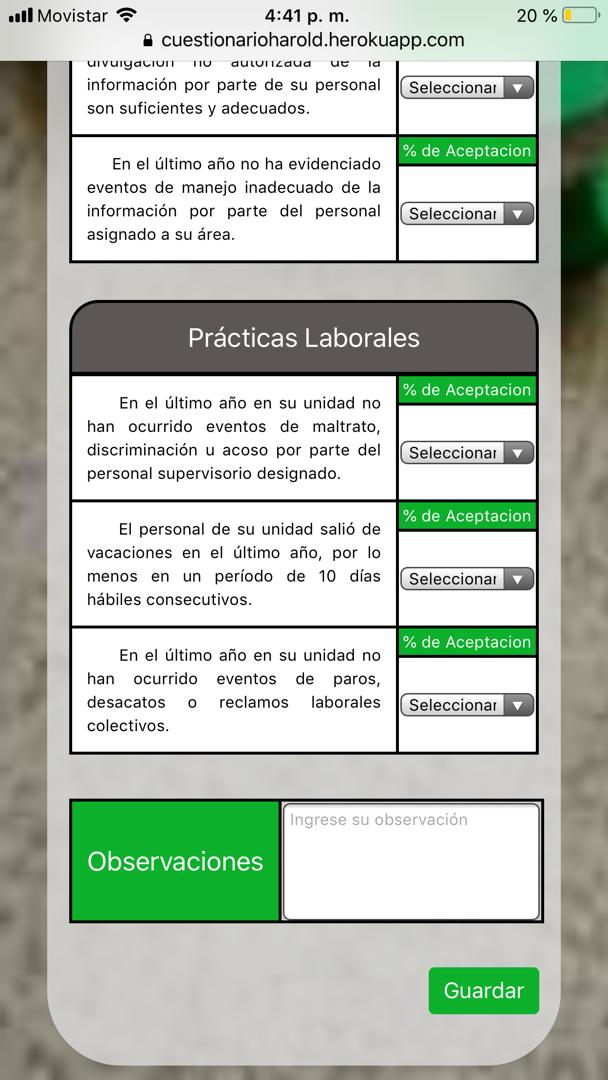 Movistar 4:41 p. m. 20 %
cuestionarioharold.herokuapp.com
divulgación no autorizada de la
información por parte de su personal
son suficientes y adecuados.
Seleccionar
% de Aceptacion
En el último año no ha evidenciado
eventos de manejo inadecuado de la
información por parte del personal
asignado a su área.
Seleccionar
Prácticas Laborales
% de Aceptacion
En el último año en su unidad no
han ocurrido eventos de maltrato,
discriminación u acoso por parte del
personal supervisorio designado.
Seleccionar
% de Aceptacion
El personal de su unidad salió de
vacaciones en el último año, por lo
menos en un período de 10 días
hábiles consecutivos.
Seleccionar
% de Aceptacion
En el último año en su unidad no
han ocurrido eventos de paros,
desacatos o reclamos laborales
colectivos.
Seleccionar
Observaciones
Ingrese su observación
Guardar